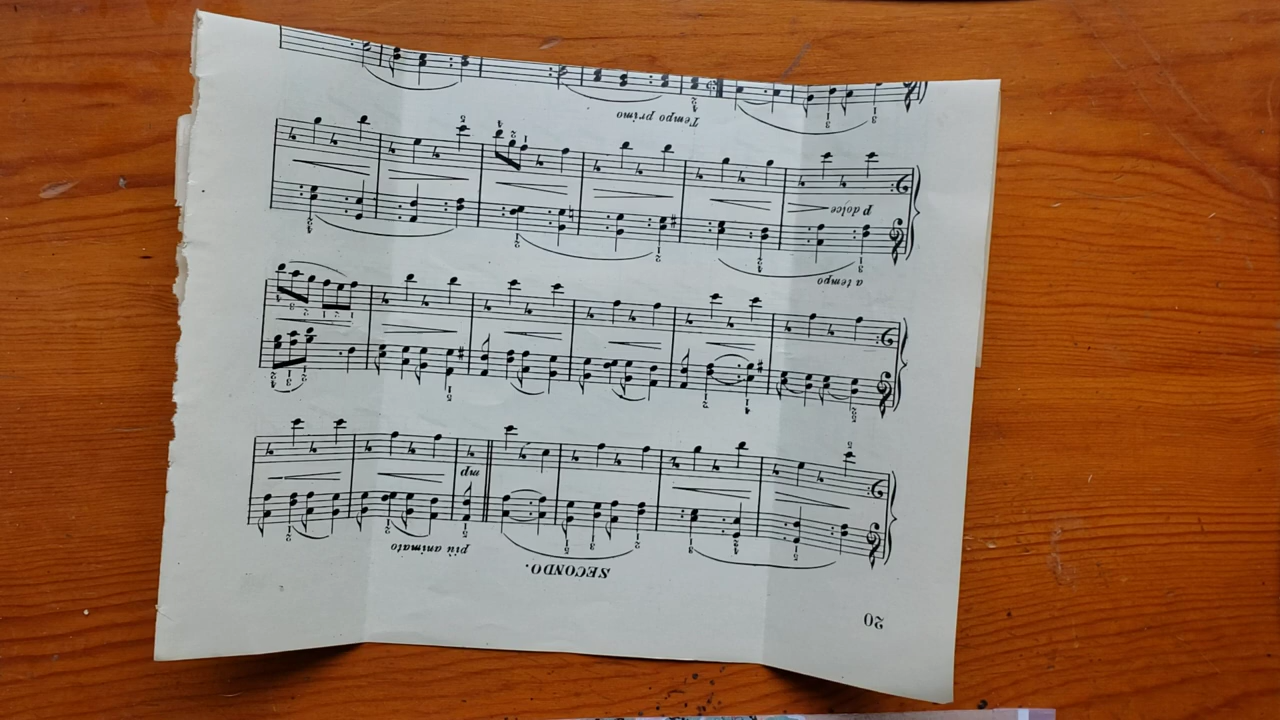 20
SECONDO.
più animato
mp
a tempo
p dolce
Tempo primo